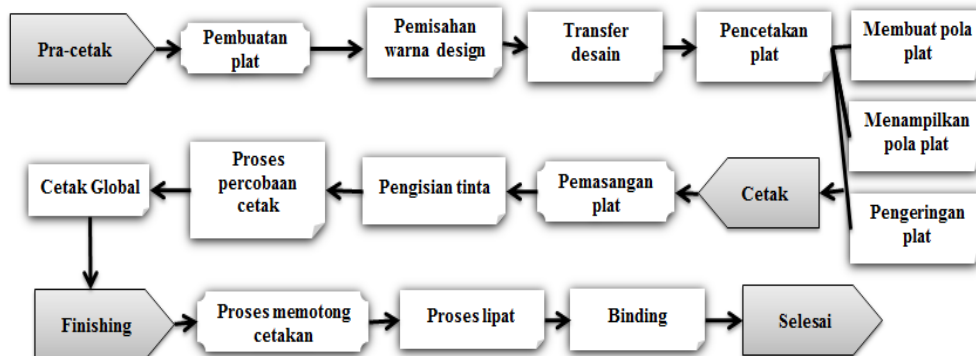 Pra-cetak
Pembuatan
plat
Pemisahan
warna design
Transfer
desain
Pencetakan
plat
Membuat pola
plat
Menampilkan
pola plat
Pengeringan
plat
Cetak
Pemasangan
plat
Pengisian tinta
Proses
percobaan
cetak
Cetak Global
Finishing
Proses memotong
cetakan
Proses lipat
Binding
Selesai